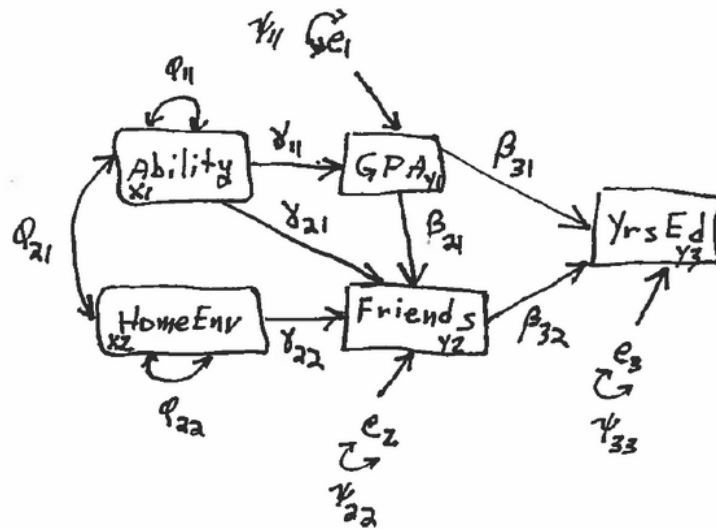 ψ₁₁ e₁
φ₁₁
Ability
x1
γ₁₁
GPA y1
β₃₁
φ₂₁
γ₂₁
β₂₁
YrsEd
y3
HomeEnv
x2
γ₂₂
Friends
y2
β₃₂
φ₂₂
e₂
ψ₂₂
e₃
ψ₃₃